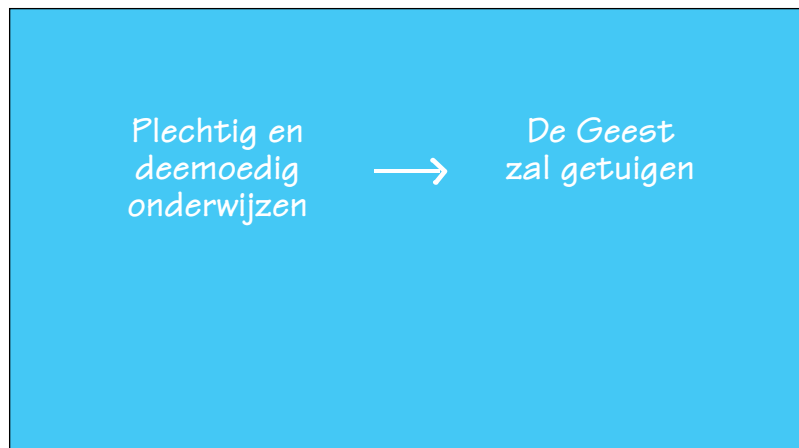 Plechtig en
deemoedig
onderwijzen
De Geest
zal getuigen